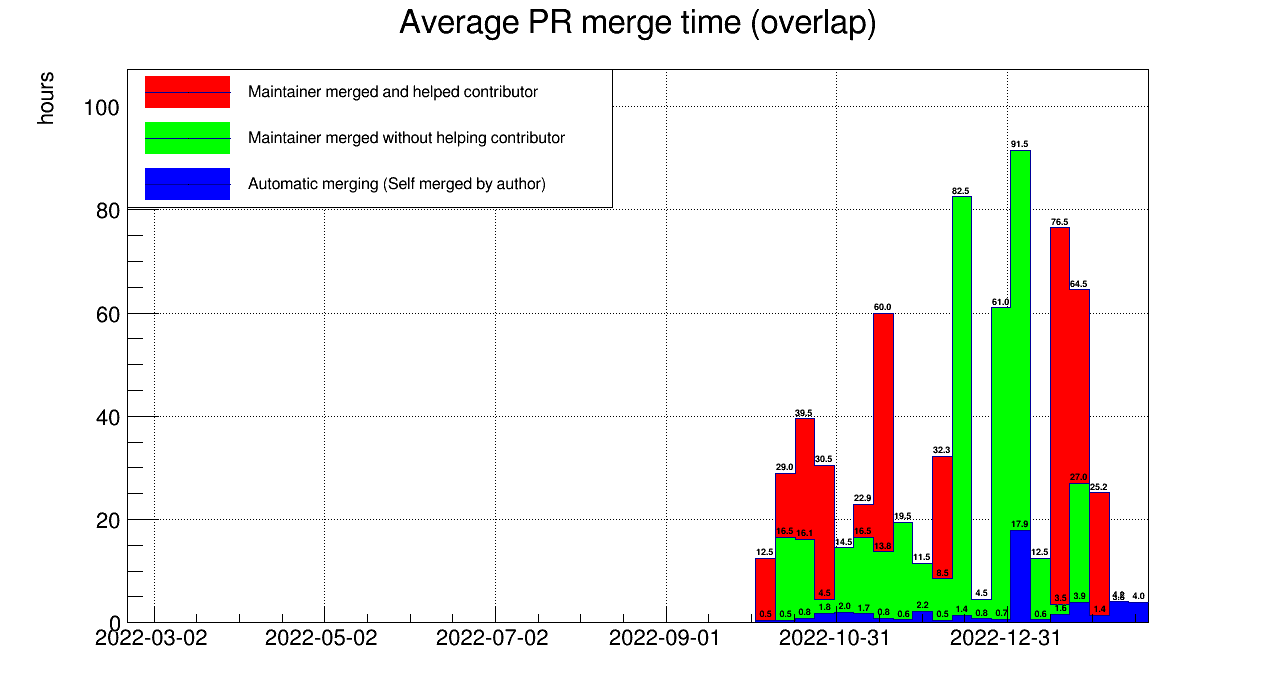 Average PR merge time (overlap)
hours
Maintainer merged and helped contributor
Maintainer merged without helping contributor
Automatic merging (Self merged by author)
100
80
60
40
20
0
91.5
82.5
76.5
64.5
61.0
60.0
39.5
32.3
30.5
29.0
27.0
25.2
22.9
19.5
17.9
16.5 16.1 16.5
14.5
13.8
12.5 11.5 12.5
8.5
4.5 4.5
3.5 3.9 4.0
0.5 0.5 0.8 1.8 2.0 1.7 0.8 0.6 2.2 0.5 1.4 0.8 0.7 0.6 1.6 1.4
2022-03-02 2022-05-02 2022-07-02 2022-09-01 2022-10-31 2022-12-31